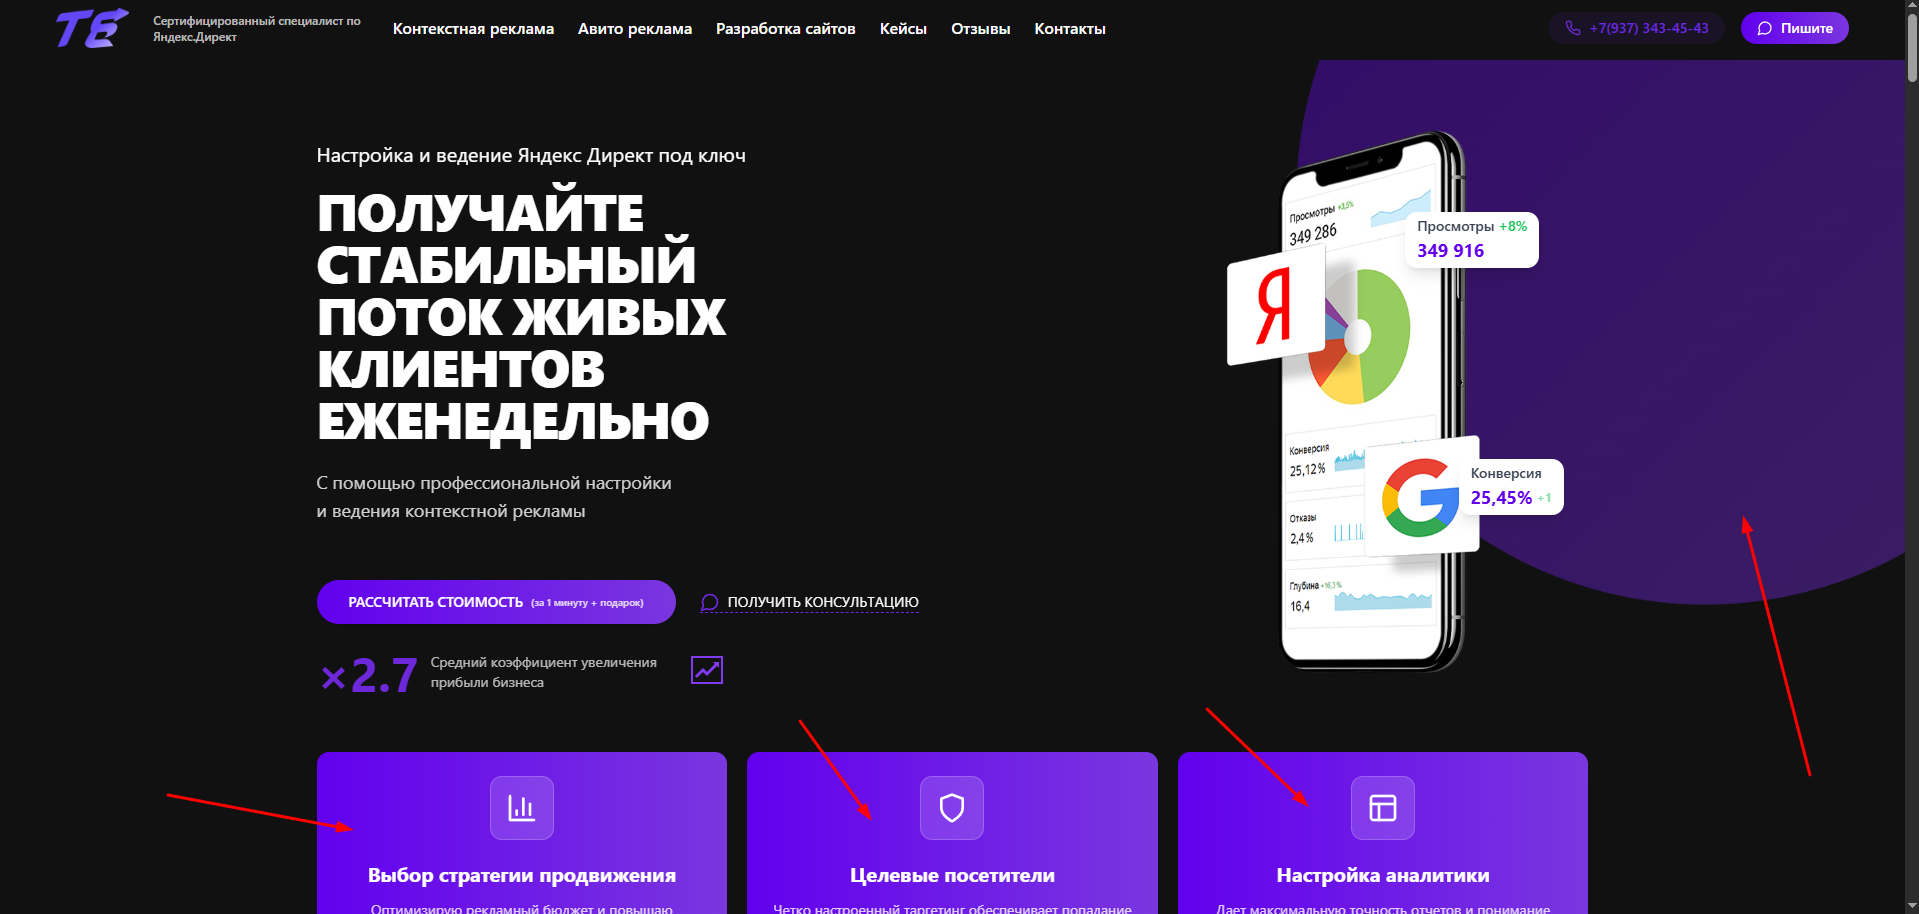 ТБ
Сертифицированный специалист по
Яндекс.Директ
Контекстная реклама
Авито реклама
Разработка сайтов
Кейсы
Отзывы
Контакты
+7(937) 343-45-43
Пишите
Настройка и ведение Яндекс Директ под ключ
ПОЛУЧАЙТЕ
СТАБИЛЬНЫЙ
ПОТОК ЖИВЫХ
КЛИЕНТОВ
ЕЖЕНЕДЕЛЬНО
С помощью профессиональной настройки
и ведения контекстной рекламы
РАССЧИТАТЬ СТОИМОСТЬ (за 1 минуту + подарок)
ПОЛУЧИТЬ КОНСУЛЬТАЦИЮ
×2.7
Средний коэффициент увеличения
прибыли бизнеса
Просмотры +3,5%
349 286
Просмотры +8%
349 916
Я
Конверсия
25,12 %
G
Конверсия
25,45% +1
Отказы
2,4 %
Глубина +16,3 %
16,4
Выбор стратегии продвижения
Оптимизирую рекламный бюджет и повышаю
Целевые посетители
Четко настроенный таргетинг обеспечивает попадание
Настройка аналитики
Дает максимальную точность отчетов и понимание